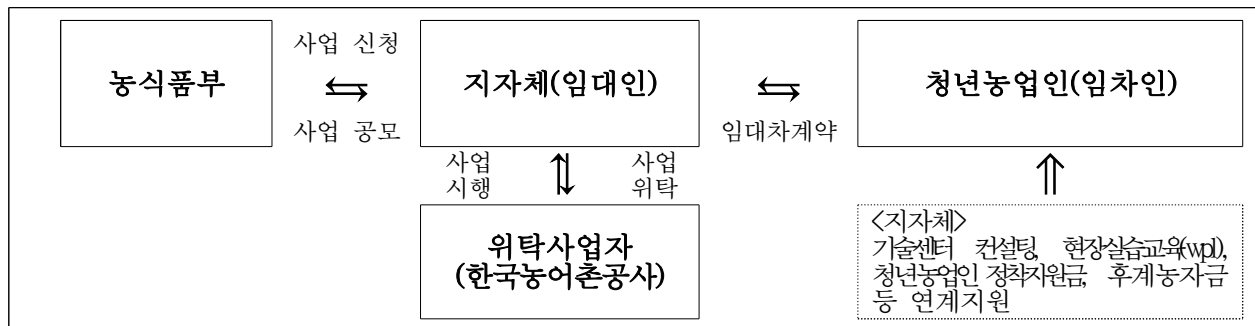 농식품부
사업 신청
⇆
사업 공모
지자체(임대인)
⇆
임대차계약
청년농업인(임차인)
사업
시행
⇅
사업
위탁
⇑
위탁사업자
(한국농어촌공사)
<지자체>
기술센터 컨설팅, 현장실습교육(wpl),
청년농업인 정착지원금, 후계농자금
등 연계지원